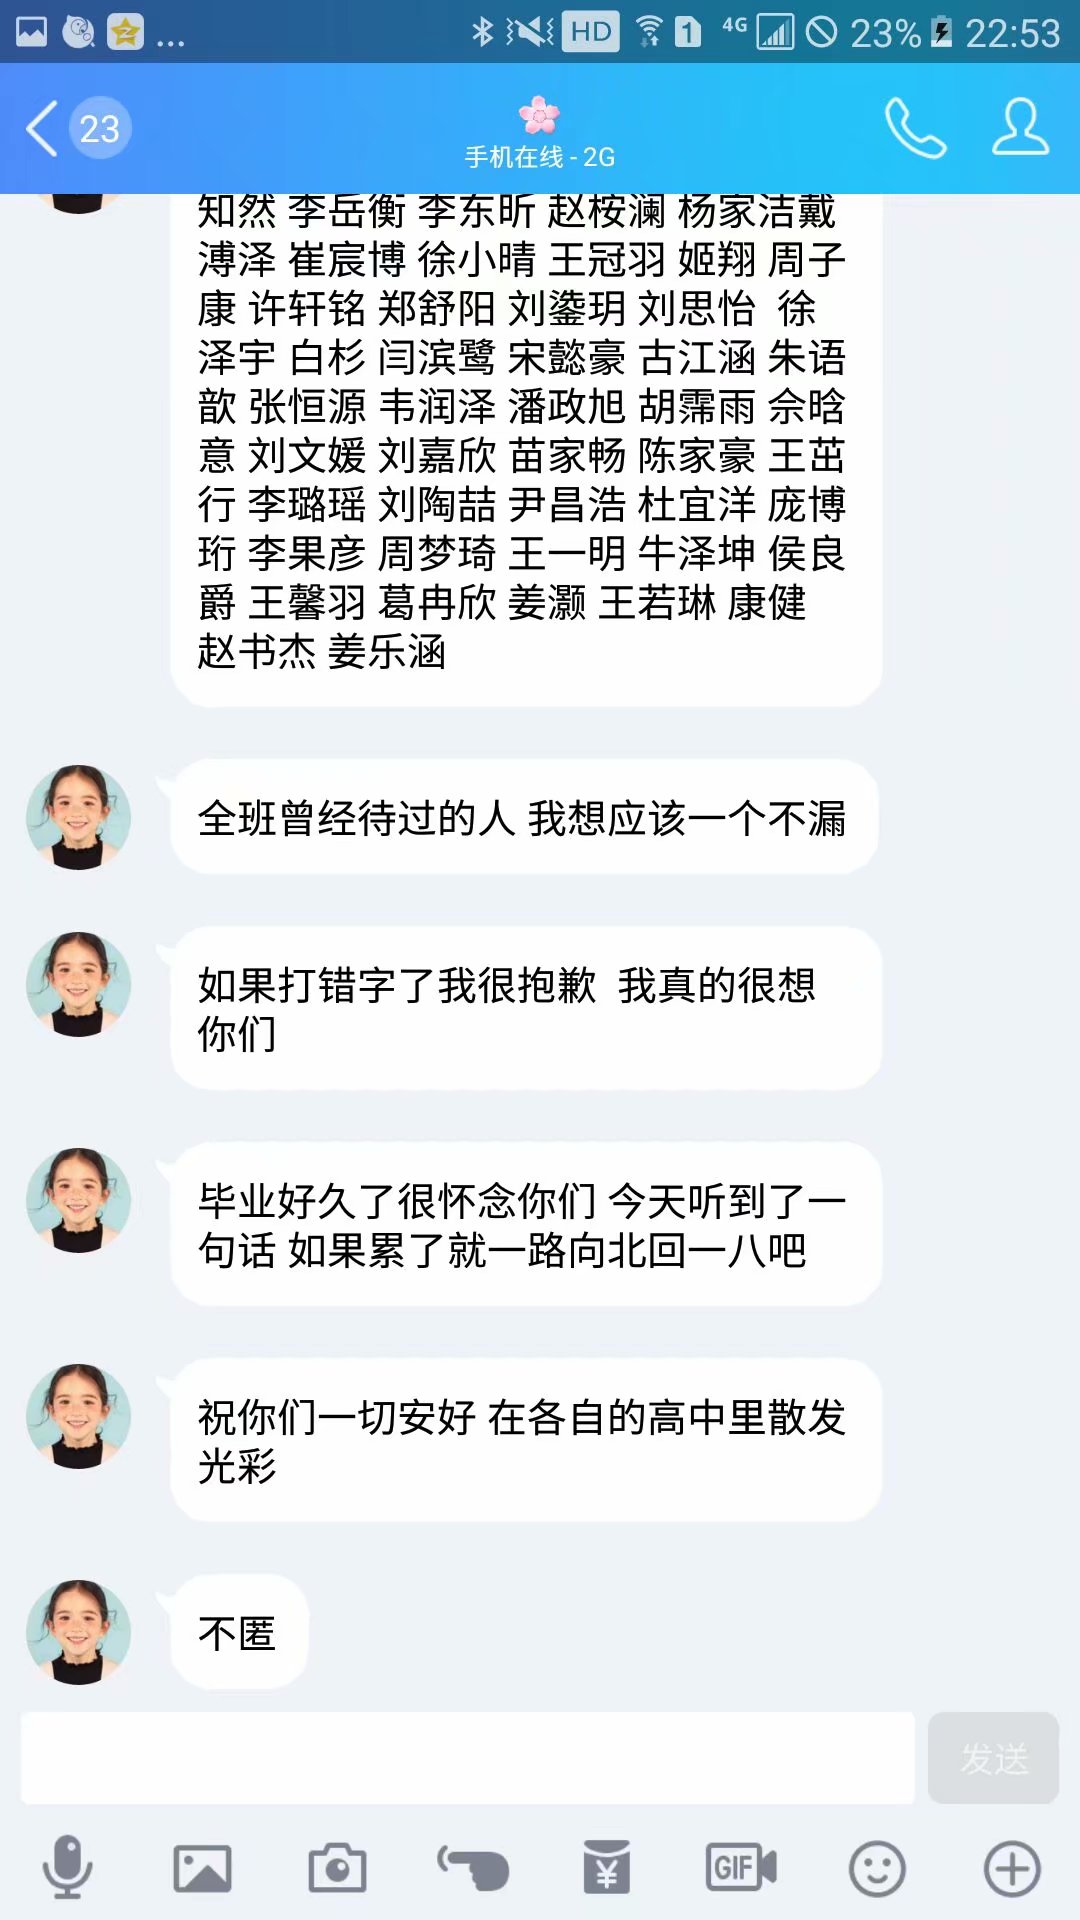 HD 1 4G 23% 22:53
23
手机在线 - 2G
知然 李岳衡 李东昕 赵桉澜 杨家洁戴
溥泽 崔宸博 徐小晴 王冠羽 姬翔 周子
康 许轩铭 郑舒阳 刘鎏玥 刘思怡 徐
泽宇 白杉 闫滨鹭 宋懿豪 古江涵 朱语
歆 张恒源 韦润泽 潘政旭 胡霈雨 佘晗
意 刘文媛 刘嘉欣 苗家畅 陈家豪 王茁
行 李璐瑶 刘陶喆 尹昌浩 杜宜洋 庞博
珩 李果彦 周梦琦 王一明 牛泽坤 侯良
爵 王馨羽 葛冉欣 姜灏 王若琳 康健
赵书杰 姜乐涵
全班曾经待过的人 我想应该一个不漏
如果打错字了我很抱歉 我真的很想
你们
毕业好久了很怀念你们 今天听到了一
句话 如果累了就一路向北回一八吧
祝你们一切安好 在各自的高中里散发
光彩
不匿
发送
GIF